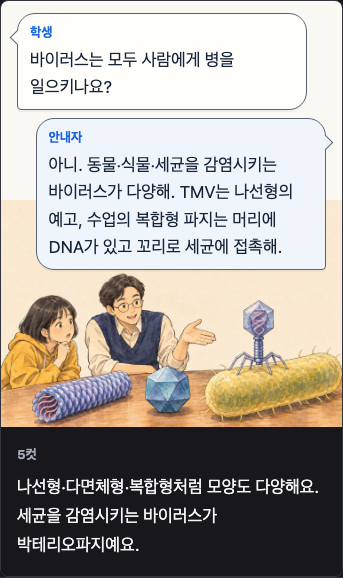 학생
바이러스는 모두 사람에게 병을
일으키나요?
안내자
아니. 동물·식물·세균을 감염시키는
바이러스가 다양해. TMV는 나선형의
예고, 수업의 복합형 파지는 머리에
DNA가 있고 꼬리로 세균에 접촉해.
5컷
나선형·다면체형·복합형처럼 모양도 다양해요.
세균을 감염시키는 바이러스가
박테리오파지예요.